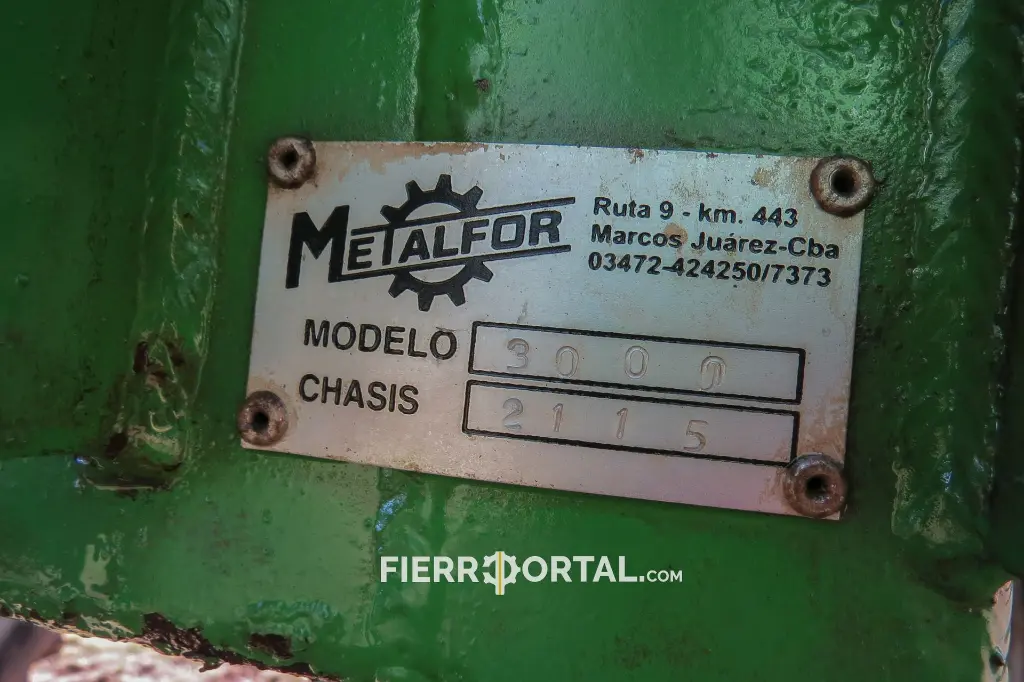 METALFOR
Ruta 9 - km. 443
Marcos Juárez-Cba
03472-424250/7373
MODELO 3000
CHASIS 2115
FIERROPORTAL.COM